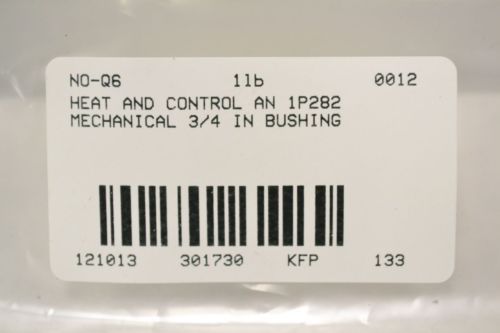 NO-Q6 1lb 0012
HEAT AND CONTROL AN 1P282
MECHANICAL 3/4 IN BUSHING
121013 301730 KFP 133